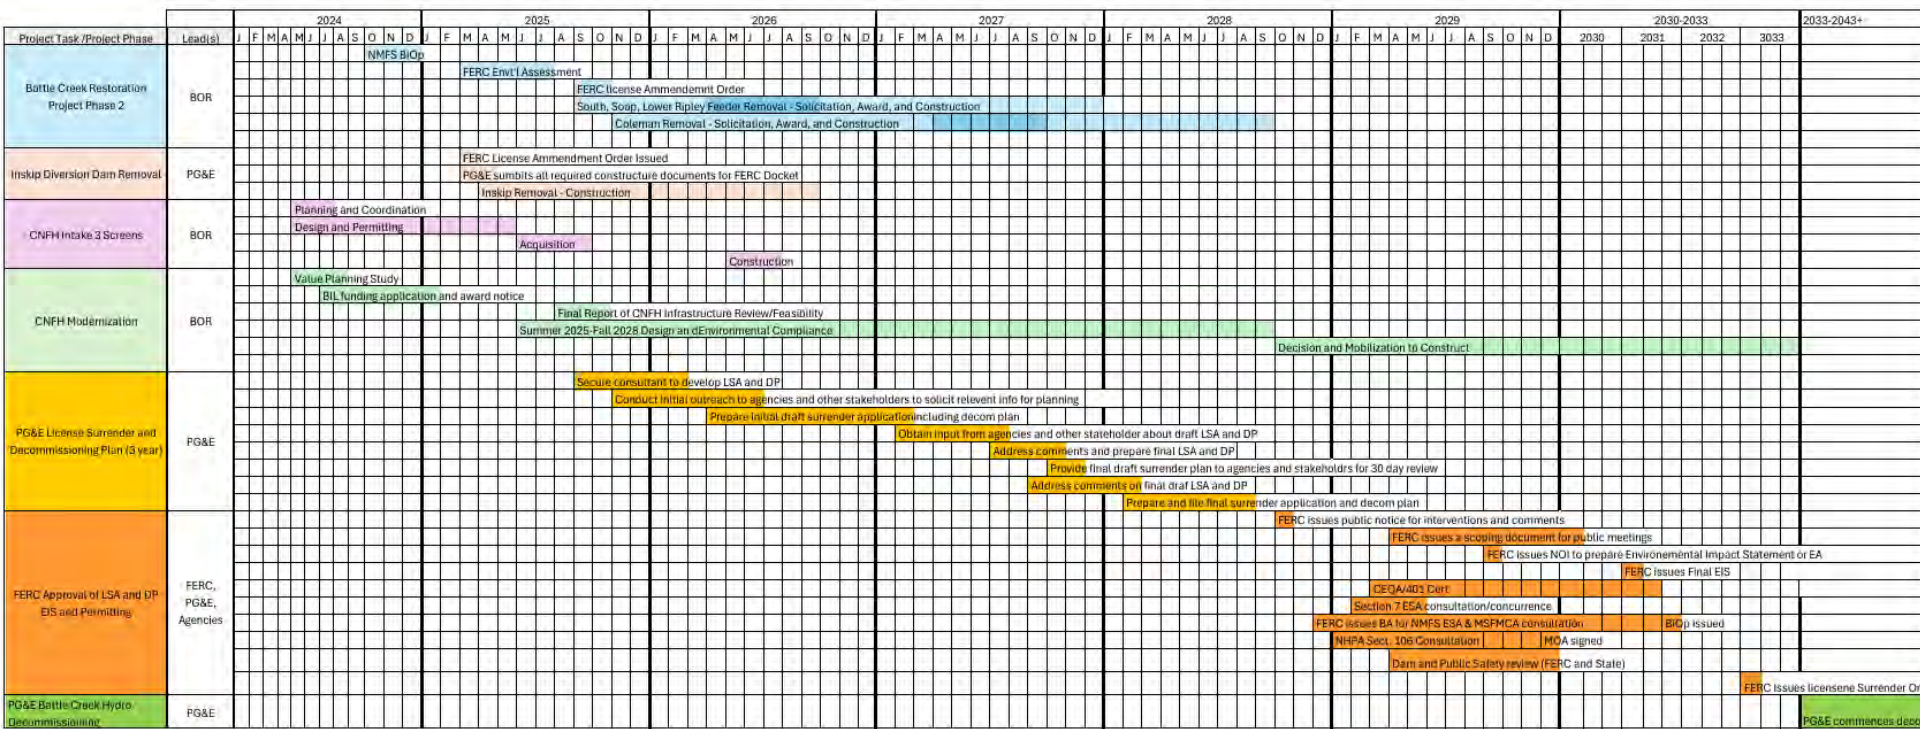 2024 2025 2026 2027 2028 2029 2030-2033 2033-2043+
Project Task /Project Phase Lead(s) J F M A M J J A S O N D J F M A M J J A S O N D J F M A M J J A S O N D J F M A M J J A S O N D J F M A M J J A S O N D J F M A M J J A S O N D 2030 2031 2032 3033
Battle Creek Restoration
Project Phase 2
BOR
NMFS BiOp
FERC Envt'l Assessment
FERC license Ammendemnt Order
South, Soap, Lower Ripley Feeder Removal - Solicitation, Award, and Construction
Coleman Removal - Solicitation, Award, and Construction
Inskip Diversion Dam Removal
PG&E
FERC License Ammendment Order Issued
PG&E sumbits all required constructure documents for FERC Docket
Inskip Removal - Construction
CNFH Intake 3 Screens
BOR
Planning and Coordination
Design and Permitting
Acquisition
Construction
CNFH Modernization
BOR
Value Planning Study
BIL funding application and award notice
Final Report of CNFH Infrastructure Review/Feasibility
Summer 2025-Fall 2028 Design an dEnvironmental Compliance
Decision and Mobilization to Construct
PG&E License Surrender and
Decommissioning Plan (3 year)
PG&E
Secure consultant to develop LSA and DP
Conduct initial outreach to agencies and other stakeholders to solicit relevent info for planning
Prepare initial draft surrender application including decom plan
Obtain input from agencies and other stateholder about draft LSA and DP
Address comments and prepare final LSA and DP
Provide final draft surrender plan to agencies and stakeholdrs for 30 day review
Address comments on final draf LSA and DP
Prepare and file final surrender application and decom plan
FERC Approval of LSA and DP
EIS and Permitting
FERC,
PG&E,
Agencies
FERC issues public notice for interventions and comments
FERC issues a scoping document for public meetings
FERC issues NOI to prepare Environemental Impact Statement or EA
FERC issues Final EIS
CEQA/401 Cert
Section 7 ESA consultation/concurrence
FERC issues BA for NMFS ESA & MSFMCA consultation BiOp issued
NHPA Sect. 106 Consultation MOA signed
Dam and Public Safety review (FERC and State)
FERC Issues licensene Surrender Or
PG&E Battle Creek Hydro
Decommissioning
PG&E
PG&E commences deco